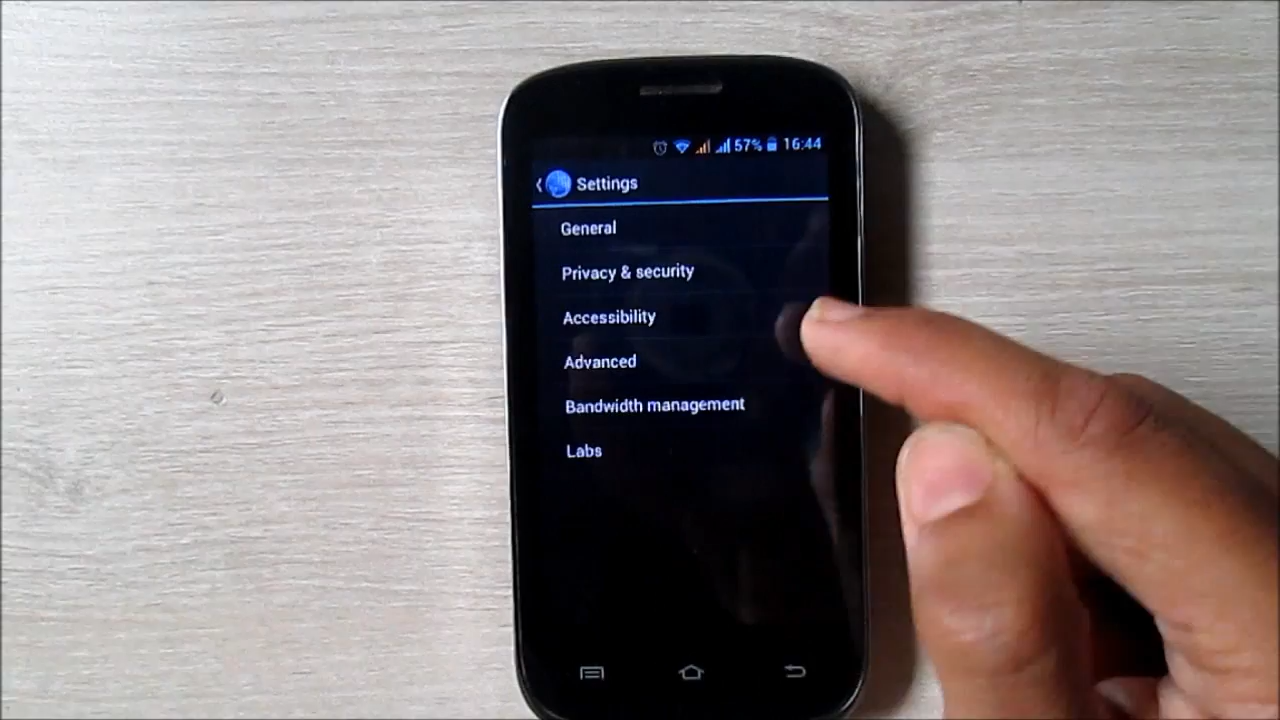 57% 16:44
Settings
General
Privacy & security
Accessibility
Advanced
Bandwidth management
Labs